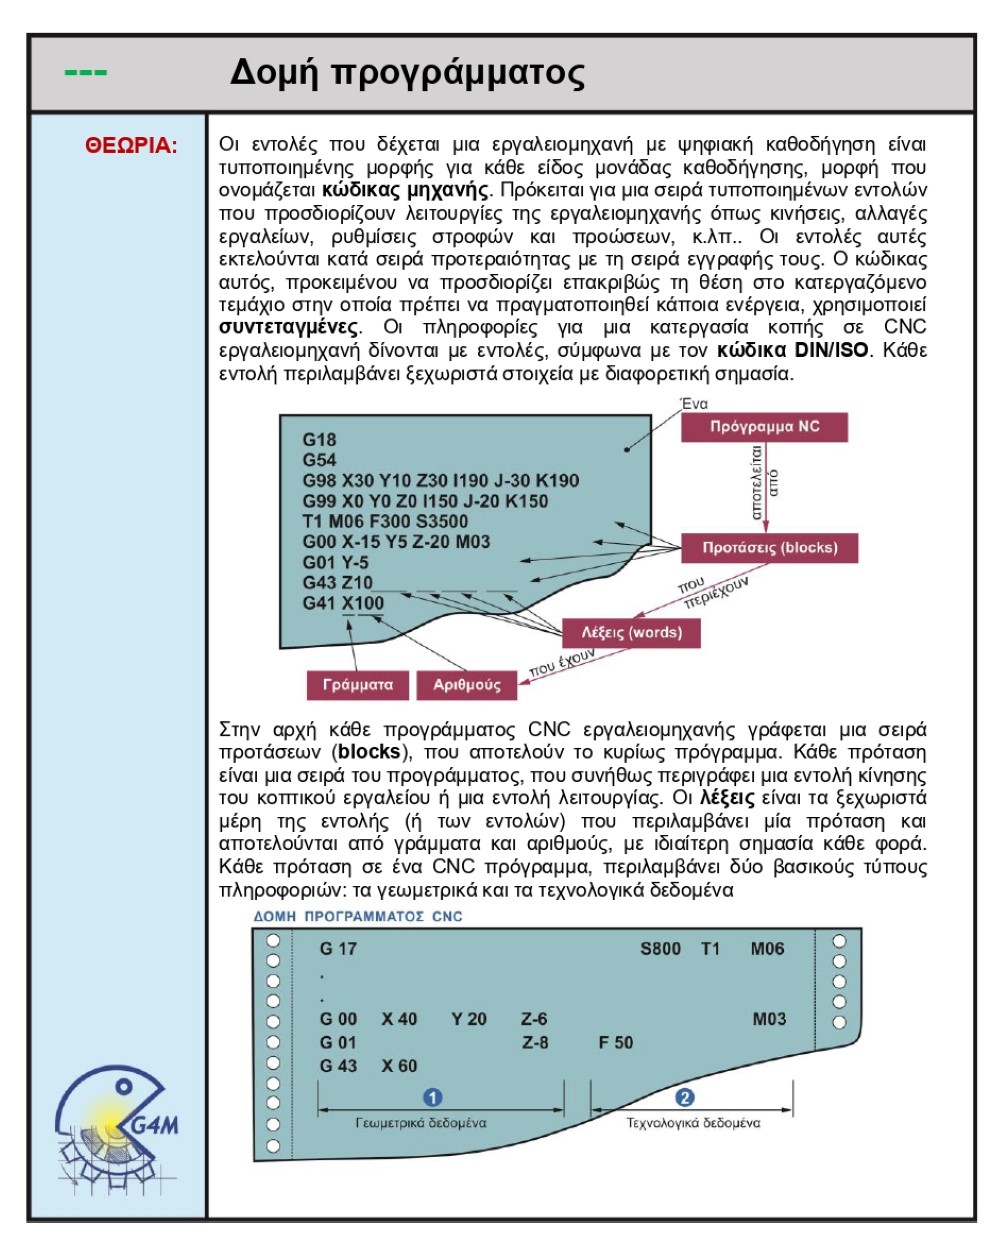 ---
Δομή προγράμματος
ΘΕΩΡΙΑ:
Οι εντολές που δέχεται μια εργαλειομηχανή με ψηφιακή καθοδήγηση είναι
τυποποιημένης μορφής για κάθε είδος μονάδας καθοδήγησης, μορφή που
ονομάζεται κώδικας μηχανής. Πρόκειται για μια σειρά τυποποιημένων εντολών
που προσδιορίζουν λειτουργίες της εργαλειομηχανής όπως κινήσεις, αλλαγές
εργαλείων, ρυθμίσεις στροφών και προώσεων, κ.λπ.. Οι εντολές αυτές
εκτελούνται κατά σειρά προτεραιότητας με τη σειρά εγγραφής τους. Ο κώδικας
αυτός, προκειμένου να προσδιορίζει επακριβώς τη θέση στο κατεργαζόμενο
τεμάχιο στην οποία πρέπει να πραγματοποιηθεί κάποια ενέργεια, χρησιμοποιεί
συντεταγμένες. Οι πληροφορίες για μια κατεργασία κοπής σε CNC
εργαλειομηχανή δίνονται με εντολές, σύμφωνα με τον κώδικα DIN/ISO. Κάθε
εντολή περιλαμβάνει ξεχωριστά στοιχεία με διαφορετική σημασία.
Ένα
Πρόγραμμα NC
αποτελείται
από
G18
G54
G98 X30 Y10 Z30 I190 J-30 K190
G99 X0 Y0 Z0 I150 J-20 K150
T1 M06 F300 S3500
G00 X-15 Y5 Z-20 M03
G01 Y-5
G43 Z10
G41 X100
Προτάσεις (blocks)
που
περιέχουν
Λέξεις (words)
που έχουν
Γράμματα
Αριθμούς
Στην αρχή κάθε προγράμματος CNC εργαλειομηχανής γράφεται μια σειρά
προτάσεων (blocks), που αποτελούν το κυρίως πρόγραμμα. Κάθε πρόταση
είναι μια σειρά του προγράμματος, που συνήθως περιγράφει μια εντολή κίνησης
του κοπτικού εργαλείου ή μια εντολή λειτουργίας. Οι λέξεις είναι τα ξεχωριστά
μέρη της εντολής (ή των εντολών) που περιλαμβάνει μία πρόταση και
αποτελούνται από γράμματα και αριθμούς, με ιδιαίτερη σημασία κάθε φορά.
Κάθε πρόταση σε ένα CNC πρόγραμμα, περιλαμβάνει δύο βασικούς τύπους
πληροφοριών: τα γεωμετρικά και τα τεχνολογικά δεδομένα
ΔΟΜΗ ΠΡΟΓΡΑΜΜΑΤΟΣ CNC
G 17 S800 T1 M06
.
.
G 00 X 40 Y 20 Z-6 M03
G 01 Z-8 F 50
G 43 X 60
1 2
Γεωμετρικά δεδομένα Τεχνολογικά δεδομένα
G4M